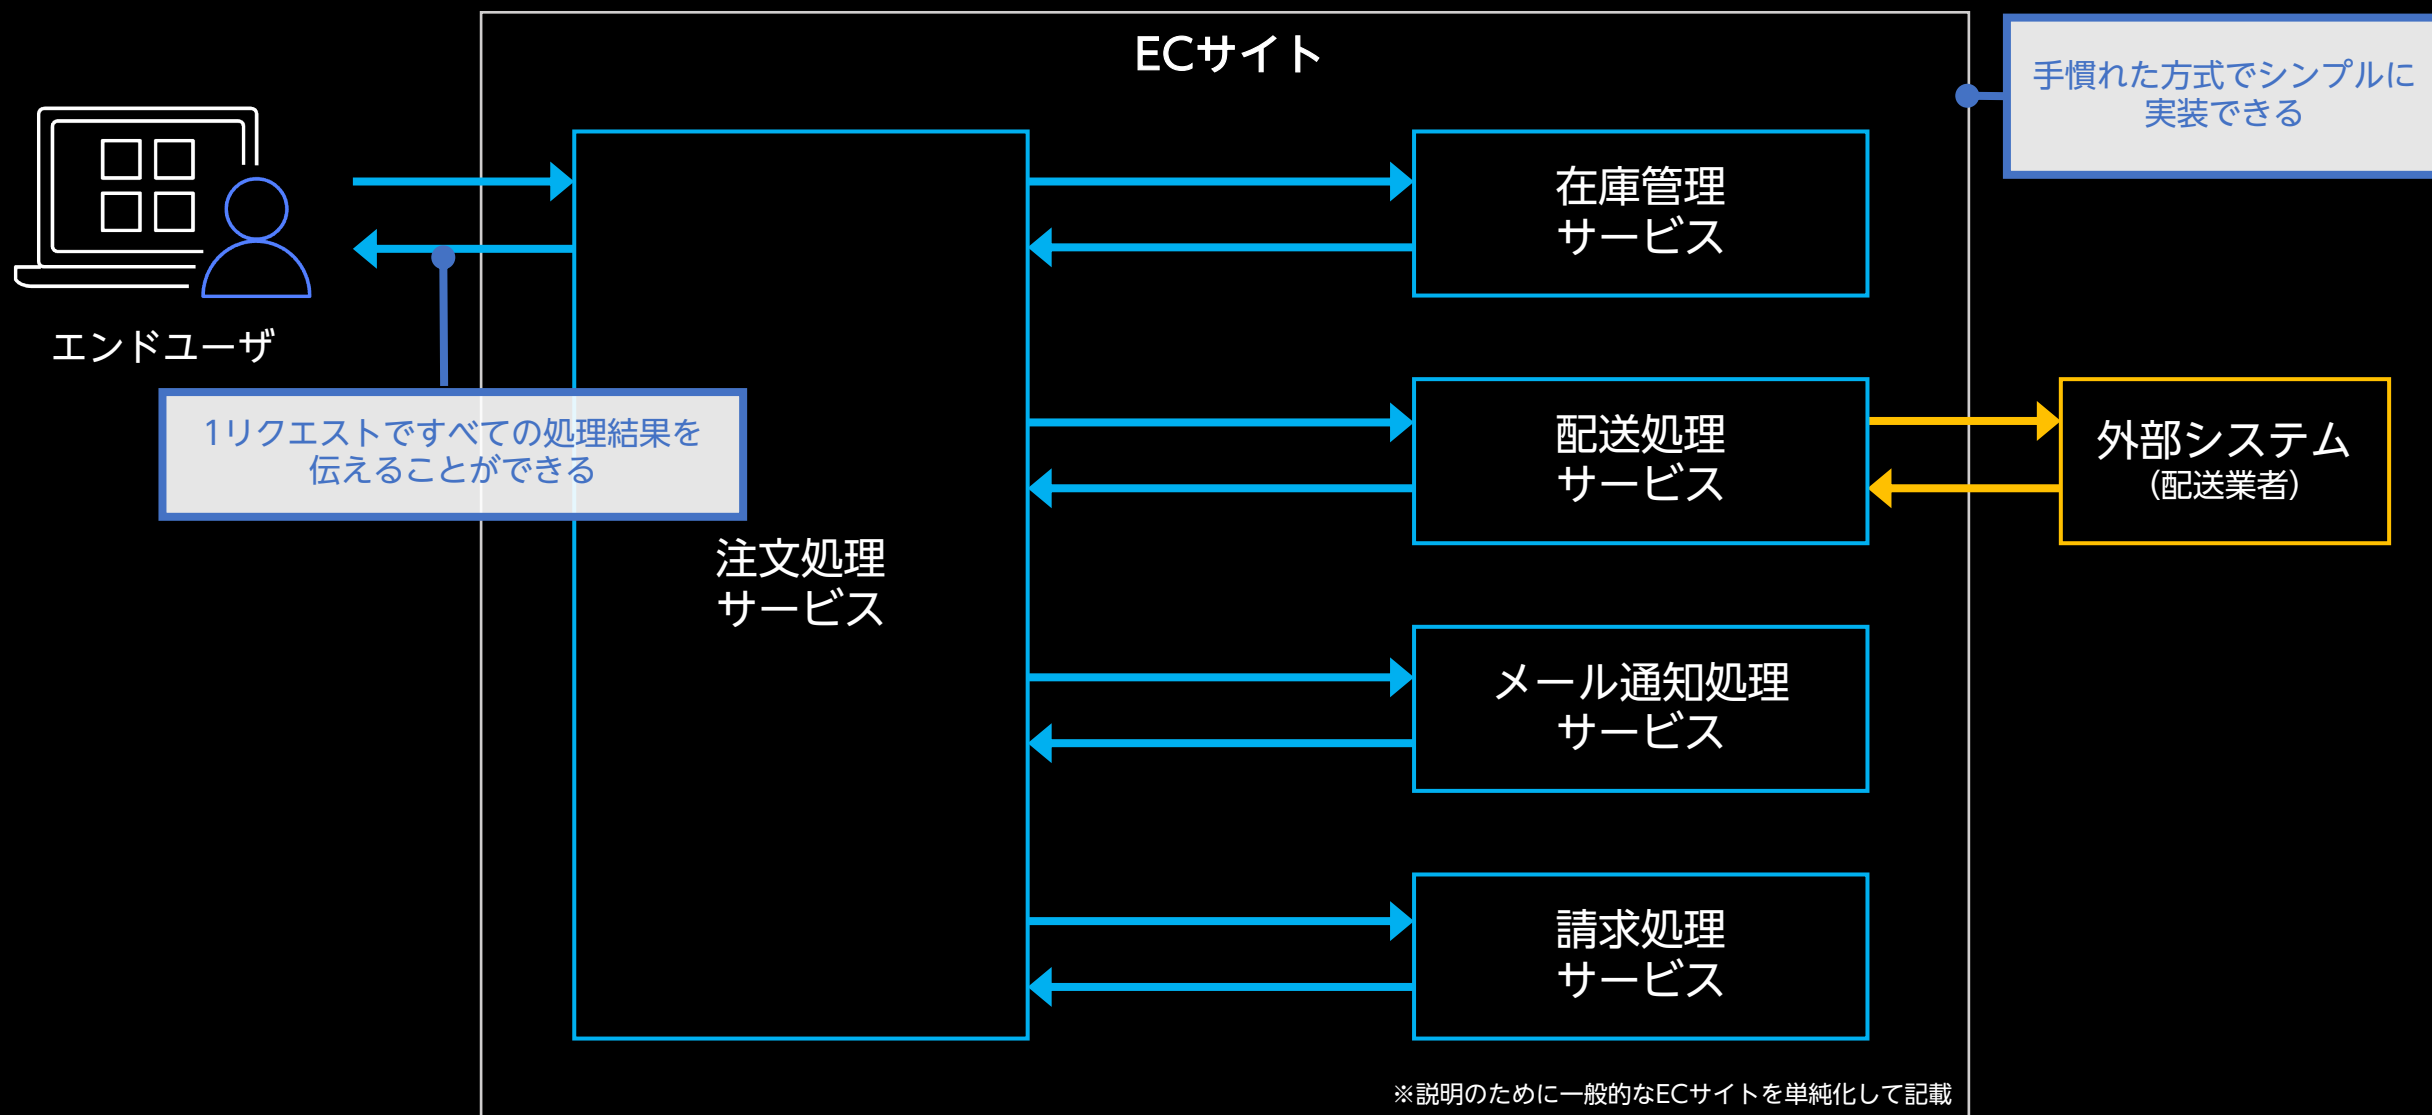 ECサイト
手慣れた方式でシンプルに
実装できる
エンドユーザ
1リクエストですべての処理結果を
伝えることができる
注文処理
サービス
在庫管理
サービス
配送処理
サービス
外部システム
（配送業者）
メール通知処理
サービス
請求処理
サービス
※説明のために一般的なECサイトを単純化して記載